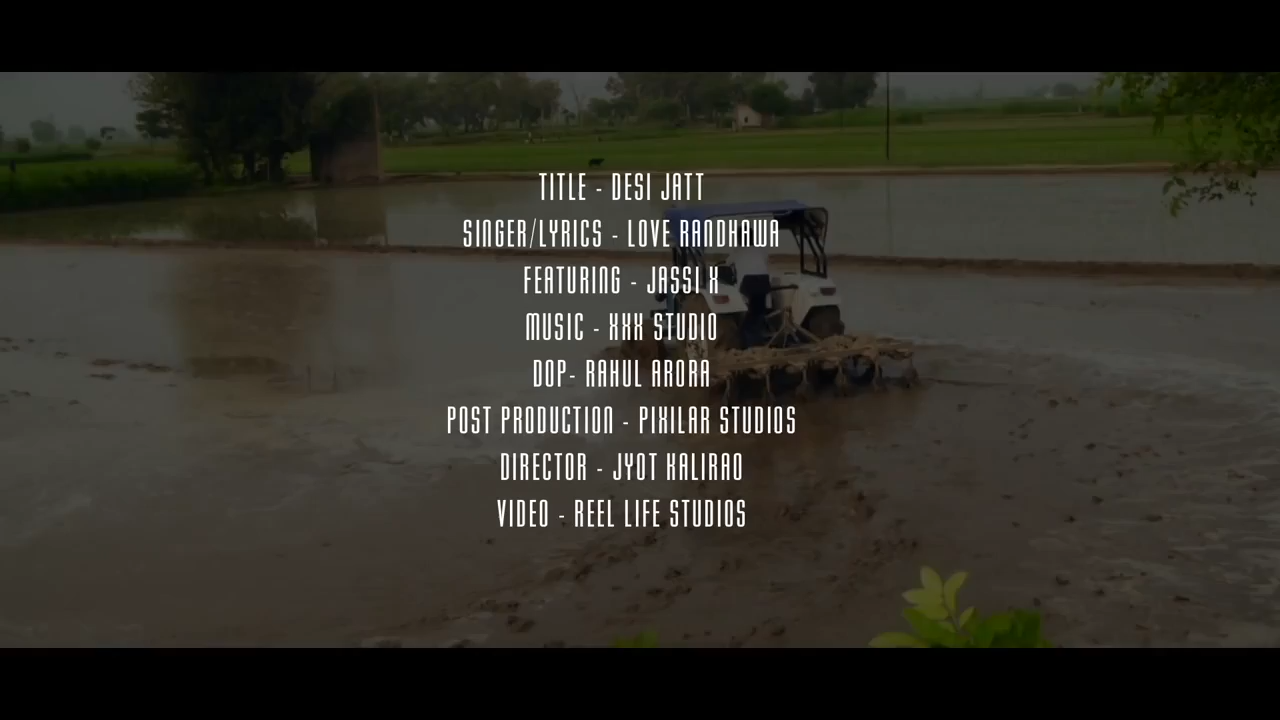 TITLE - DESI JATT
SINGER/LYRICS - LOVE RANDHAWA
FEATURING - JASSI X
MUSIC - XXX STUDIO
DOP- RAHUL ARORA
POST PRODUCTION - PIXILAR STUDIOS
DIRECTOR - JYOT KALIRAO
VIDEO - REEL LIFE STUDIOS